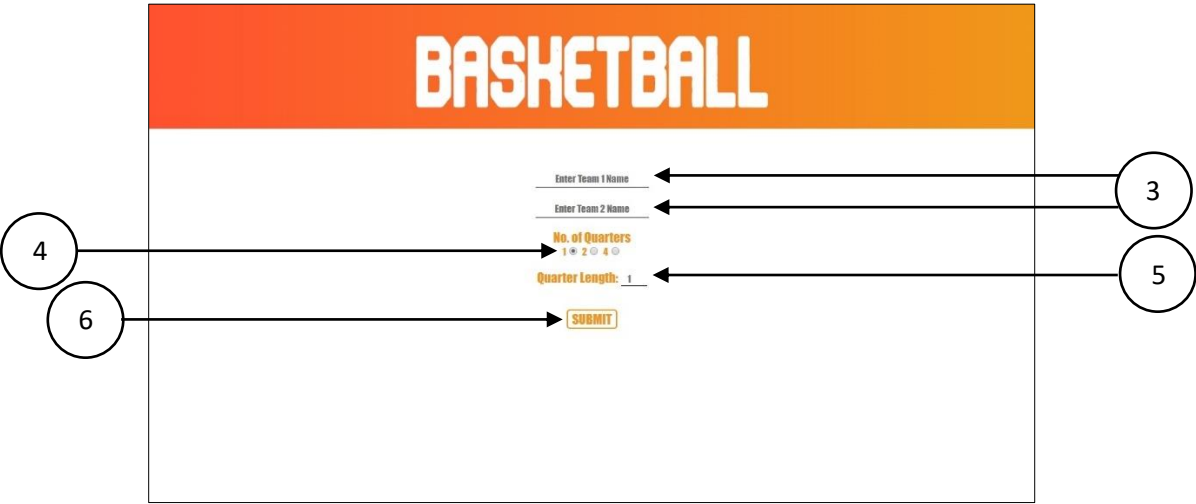 BASKETBALL
Enter Team 1 Name
3
Enter Team 2 Name
4
No. of Quarters
1 2 4
Quarter Length: 1
5
6
SUBMIT